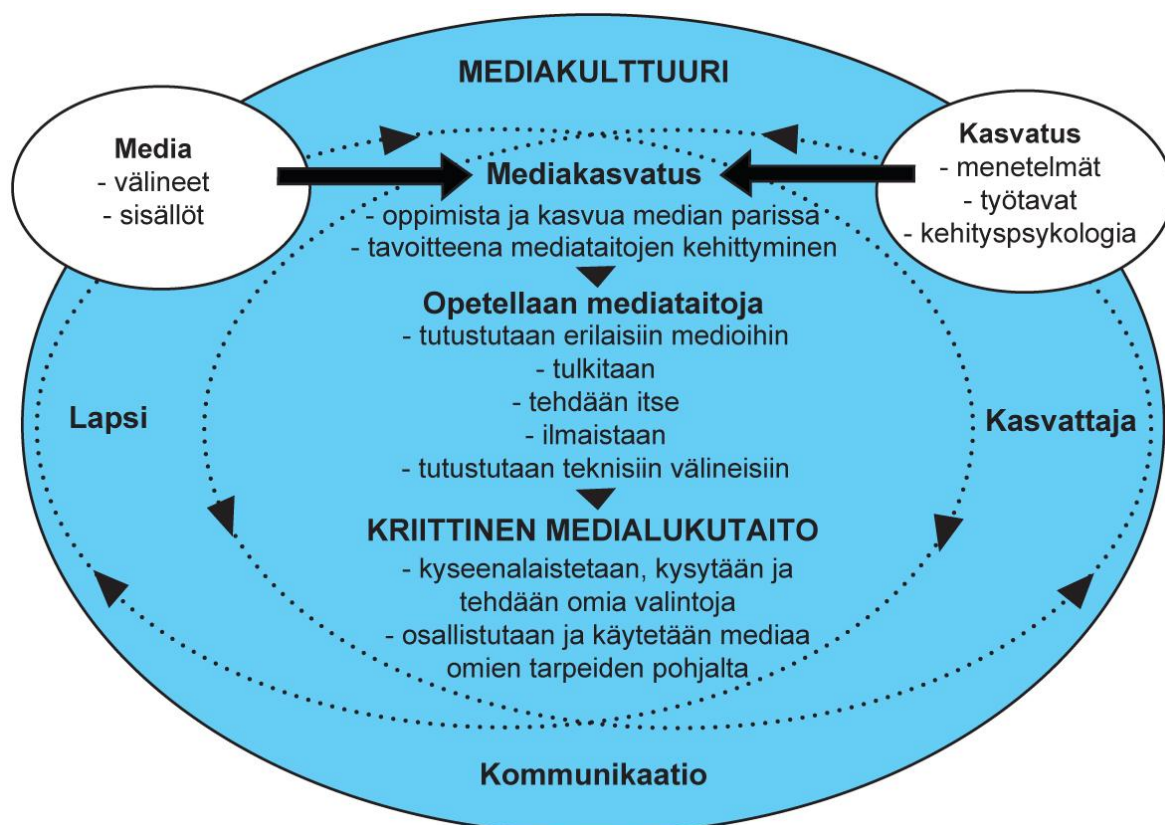 MEDIAKULTTUURI
Media
- välineet
- sisällöt
Kasvatus
- menetelmät
- työtavat
- kehityspsykologia
Mediakasvatus
- oppimista ja kasvua median parissa
- tavoitteena mediataitojen kehittyminen
Opetellaan mediataitoja
- tutustutaan erilaisiin medioihin
- tulkitaan
- tehdään itse
- ilmaistaan
- tutustutaan teknisiin välineisiin
Lapsi
Kasvattaja
KRIITTINEN MEDIALUKUTAITO
- kyseenalaistetaan, kysytään ja
tehdään omia valintoja
- osallistutaan ja käytetään mediaa
omien tarpeiden pohjalta
Kommunikaatio